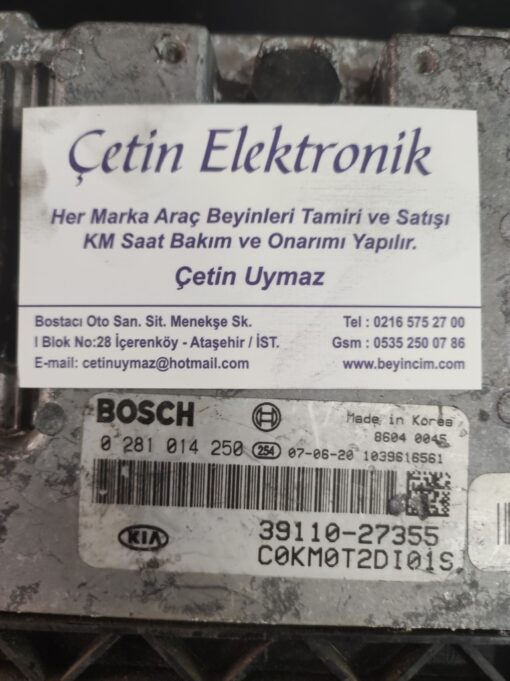 Çetin Elektronik
Her Marka Araç Beyinleri Tamiri ve Satışı
KM Saat Bakım ve Onarımı Yapılır.
Çetin Uymaz
Bostacı Oto San. Sit. Menekşe Sk.
I Blok No:28 İçerenköy - Ataşehir / İST.
E-mail: cetinuymaz@hotmail.com
Tel : 0216 575 27 00
Gsm : 0535 250 07 86
www.beyincim.com
BOSCH
Made in Korea
8604 0045
0 281 014 250 254 07-06-20 1039616561
KIA
39110-27355
C0KM0T2DI01S